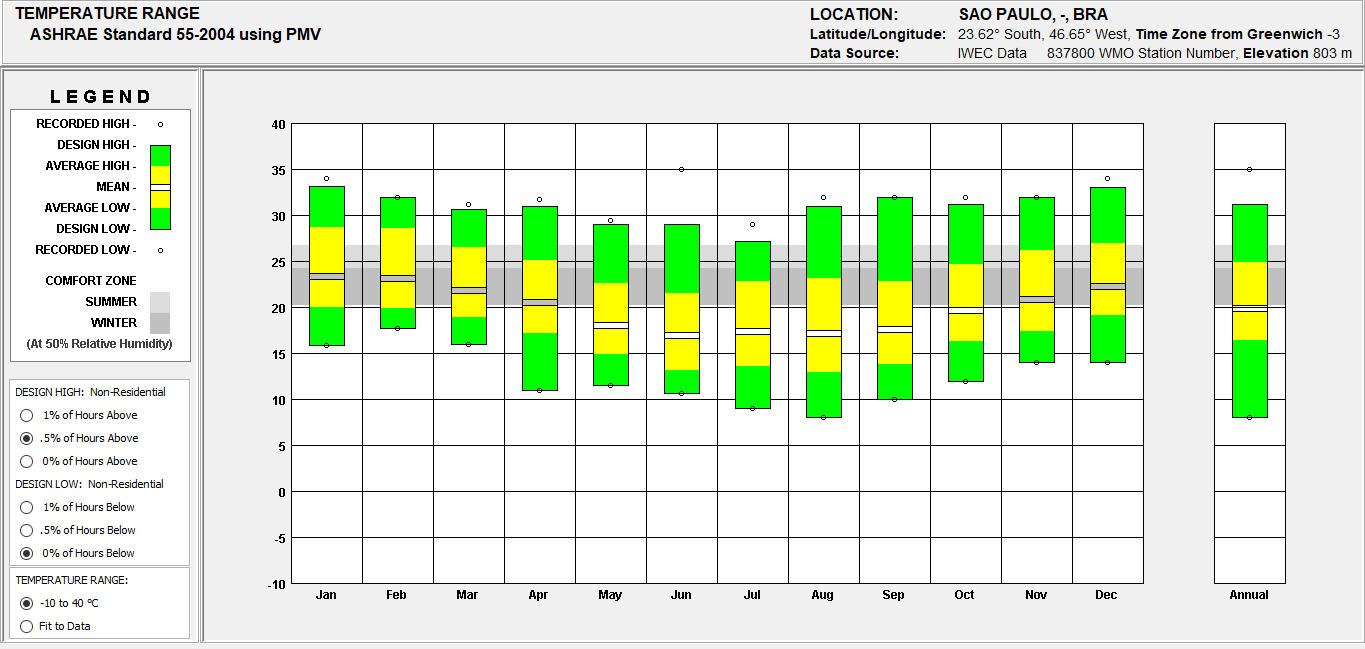 TEMPERATURE RANGE
ASHRAE Standard 55-2004 using PMV
LOCATION: SAO PAULO, -, BRA
Latitude/Longitude: 23.62° South, 46.65° West, Time Zone from Greenwich -3
Data Source: IWEC Data 837800 WMO Station Number, Elevation 803 m
LEGEND
RECORDED HIGH -
DESIGN HIGH -
AVERAGE HIGH -
MEAN -
AVERAGE LOW -
DESIGN LOW -
RECORDED LOW -
COMFORT ZONE
SUMMER
WINTER
(At 50% Relative Humidity)
DESIGN HIGH: Non-Residential
1% of Hours Above
.5% of Hours Above
0% of Hours Above
DESIGN LOW: Non-Residential
1% of Hours Below
.5% of Hours Below
0% of Hours Below
TEMPERATURE RANGE:
-10 to 40 °C
Fit to Data
40
35
30
25
20
15
10
5
0
-5
-10
Jan Feb Mar Apr May Jun Jul Aug Sep Oct Nov Dec Annual